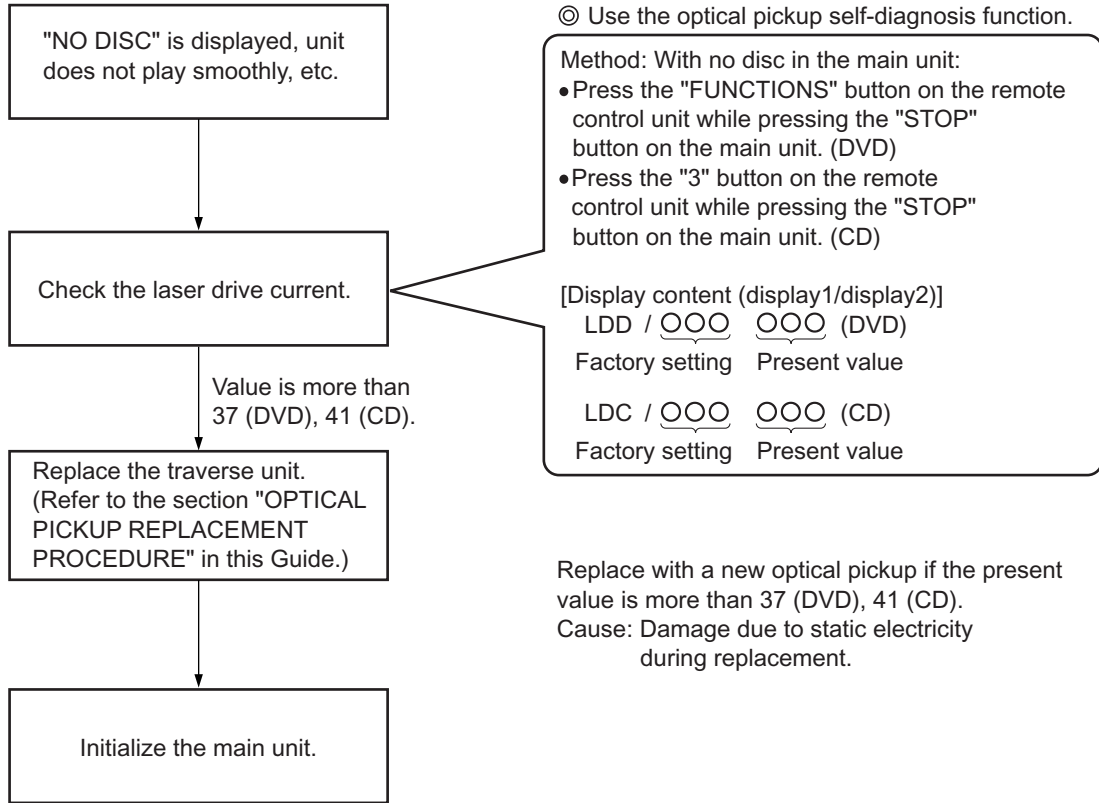 "NO DISC" is displayed, unit
does not play smoothly, etc.
Check the laser drive current.
Value is more than
37 (DVD), 41 (CD).
Replace the traverse unit.
(Refer to the section "OPTICAL
PICKUP REPLACEMENT
PROCEDURE" in this Guide.)
Initialize the main unit.
◎ Use the optical pickup self-diagnosis function.
Method: With no disc in the main unit:
•Press the "FUNCTIONS" button on the remote
control unit while pressing the "STOP"
button on the main unit. (DVD)
•Press the "3" button on the remote
control unit while pressing the "STOP"
button on the main unit. (CD)
[Display content (display1/display2)]
LDD / ○○○ ○○○ (DVD)
Factory setting Present value
LDC / ○○○ ○○○ (CD)
Factory setting Present value
Replace with a new optical pickup if the present
value is more than 37 (DVD), 41 (CD).
Cause: Damage due to static electricity
during replacement.